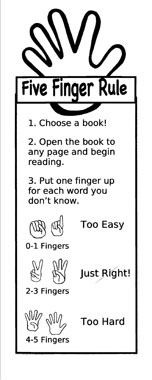 Five Finger Rule
1. Choose a book!
2. Open the book to
any page and begin
reading.
3. Put one finger up
for each word you
don't know.
Too Easy
0-1 Fingers
Just Right!
2-3 Fingers
Too Hard
4-5 Fingers